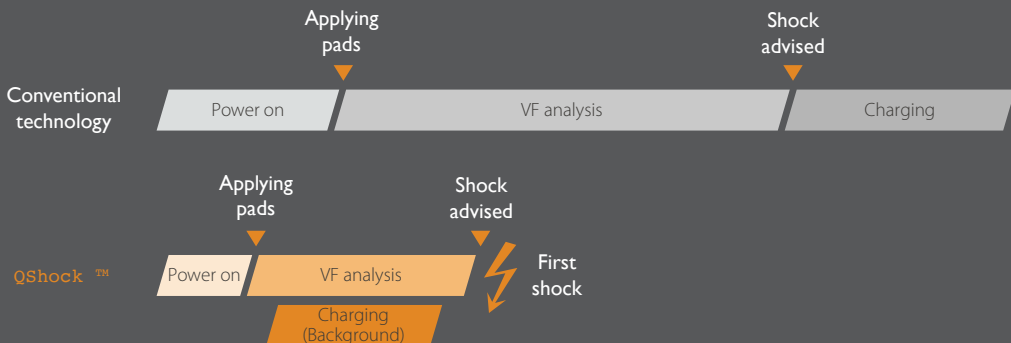 Applying
pads
Shock
advised
Conventional
technology
Power on
VF analysis
Charging
Applying
pads
Shock
advised
QShock ™
Power on
VF analysis
First
shock
Charging
(Background)